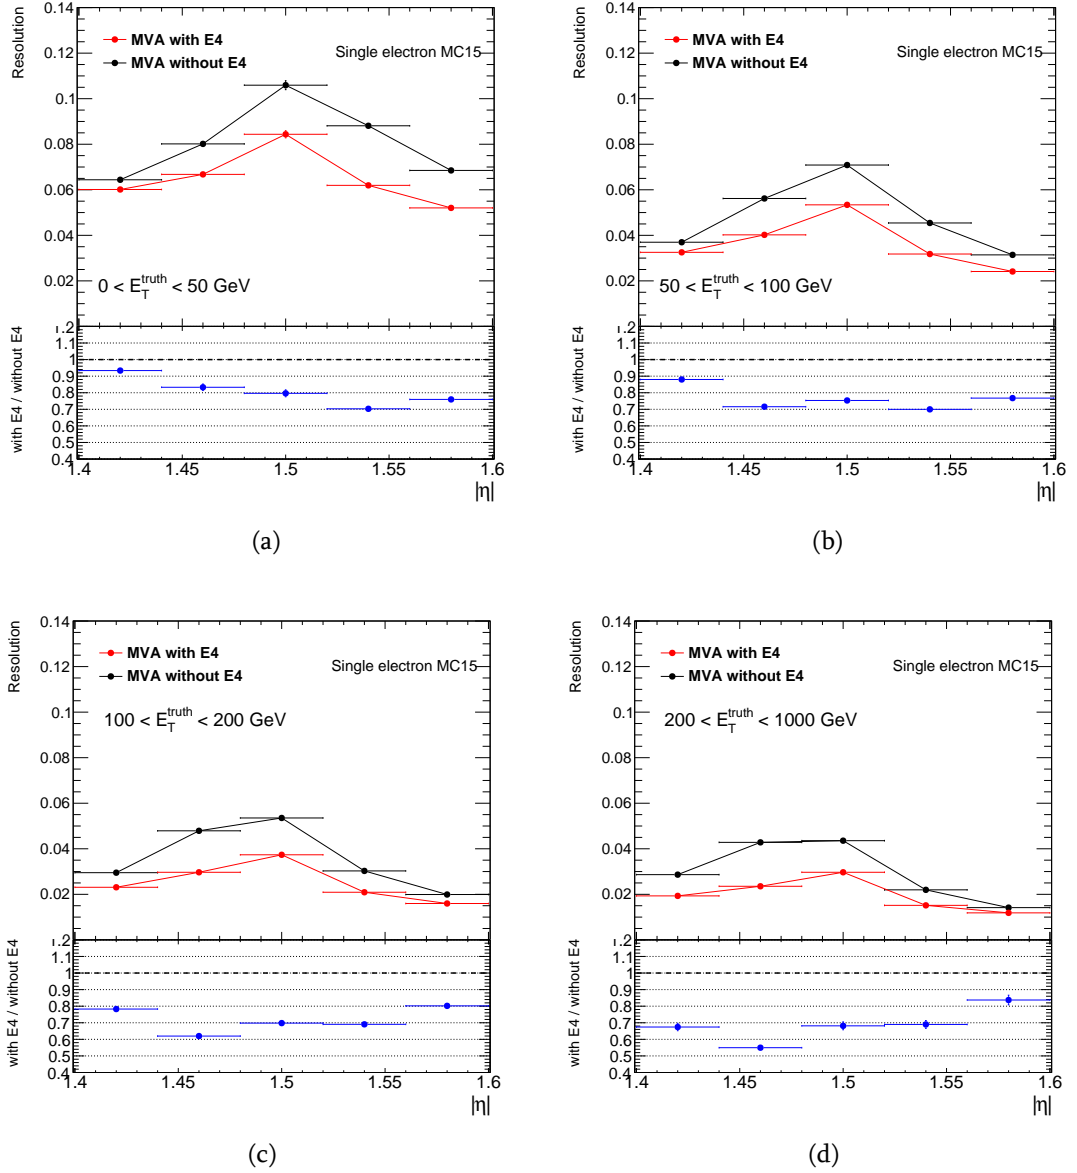 Resolution
0.14
0.12
0.1
0.08
0.06
0.04
0.02
MVA with E4
MVA without E4
Single electron MC15
0 < E_T^truth < 50 GeV
with E4 / without E4
1.2
1.1
1
0.9
0.8
0.7
0.6
0.5
0.4
1.4 1.45 1.5 1.55 1.6
|η|
(a)
Resolution
0.14
0.12
0.1
0.08
0.06
0.04
0.02
MVA with E4
MVA without E4
Single electron MC15
50 < E_T^truth < 100 GeV
with E4 / without E4
1.2
1.1
1
0.9
0.8
0.7
0.6
0.5
0.4
1.4 1.45 1.5 1.55 1.6
|η|
(b)
Resolution
0.14
0.12
0.1
0.08
0.06
0.04
0.02
MVA with E4
MVA without E4
Single electron MC15
100 < E_T^truth < 200 GeV
with E4 / without E4
1.2
1.1
1
0.9
0.8
0.7
0.6
0.5
0.4
1.4 1.45 1.5 1.55 1.6
|η|
(c)
Resolution
0.14
0.12
0.1
0.08
0.06
0.04
0.02
MVA with E4
MVA without E4
Single electron MC15
200 < E_T^truth < 1000 GeV
with E4 / without E4
1.2
1.1
1
0.9
0.8
0.7
0.6
0.5
0.4
1.4 1.45 1.5 1.55 1.6
|η|
(d)